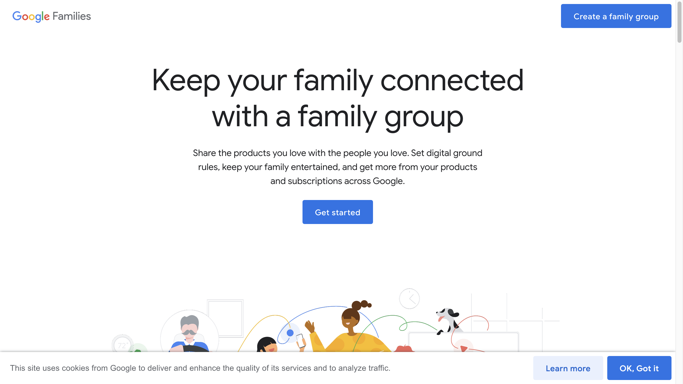 Google Families
Create a family group
Keep your family connected
with a family group
Share the products you love with the people you love. Set digital ground
rules, keep your family entertained, and get more from your products
and subscriptions across Google.
Get started
This site uses cookies from Google to deliver and enhance the quality of its services and to analyze traffic.
Learn more
OK, Got it